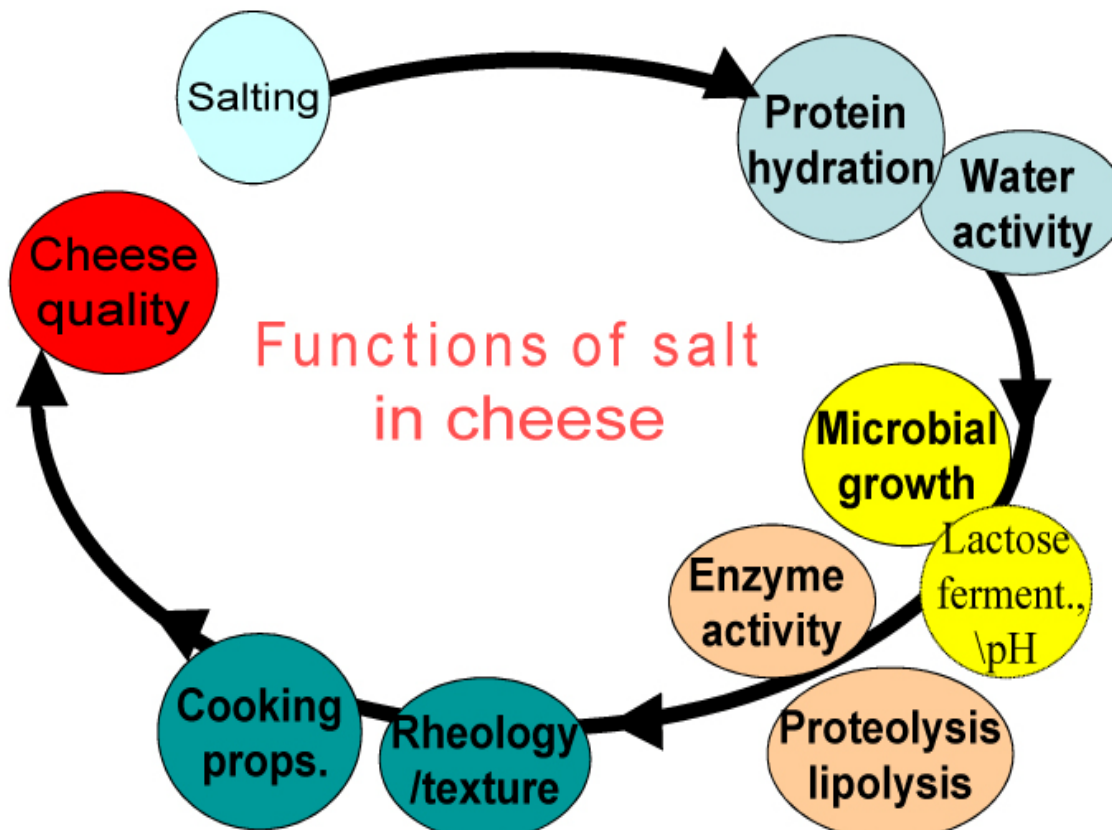 Salting
Protein
hydration
Water
activity
Cheese
quality
Functions of salt
in cheese
Microbial
growth
Lactose
ferment.,
\pH
Enzyme
activity
Proteolysis
lipolysis
Rheology
/texture
Cooking
props.